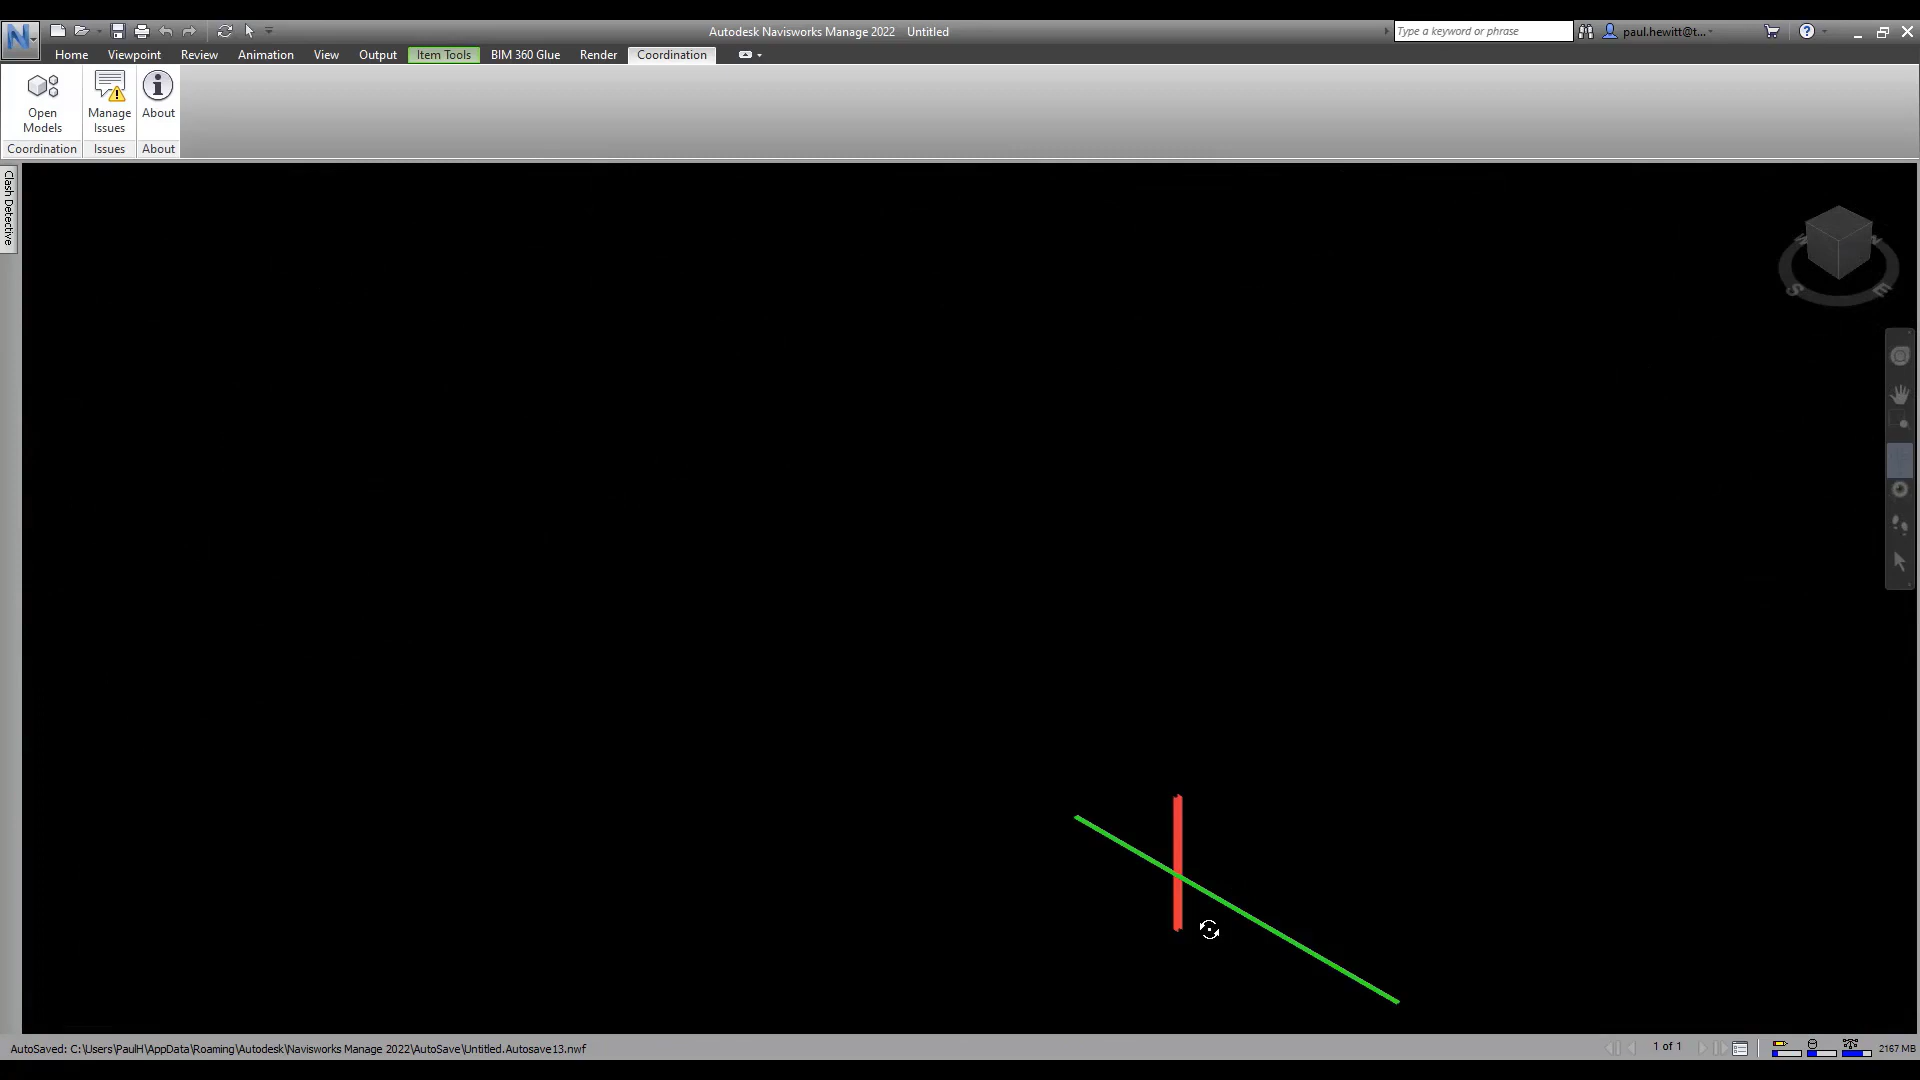 Autodesk Navisworks Manage 2022 Untitled
Type a keyword or phrase
paul.hewitt@t...
Home Viewpoint Review Animation View Output Item Tools BIM 360 Glue Render Coordination
Open Models
Manage Issues
About
Coordination Issues About
Clash Detective
S E
AutoSaved: C:\Users\PaulH\AppData\Roaming\Autodesk\Navisworks Manage 2022\AutoSave\Untitled.Autosave13.nwf
1 of 1
2167 MB